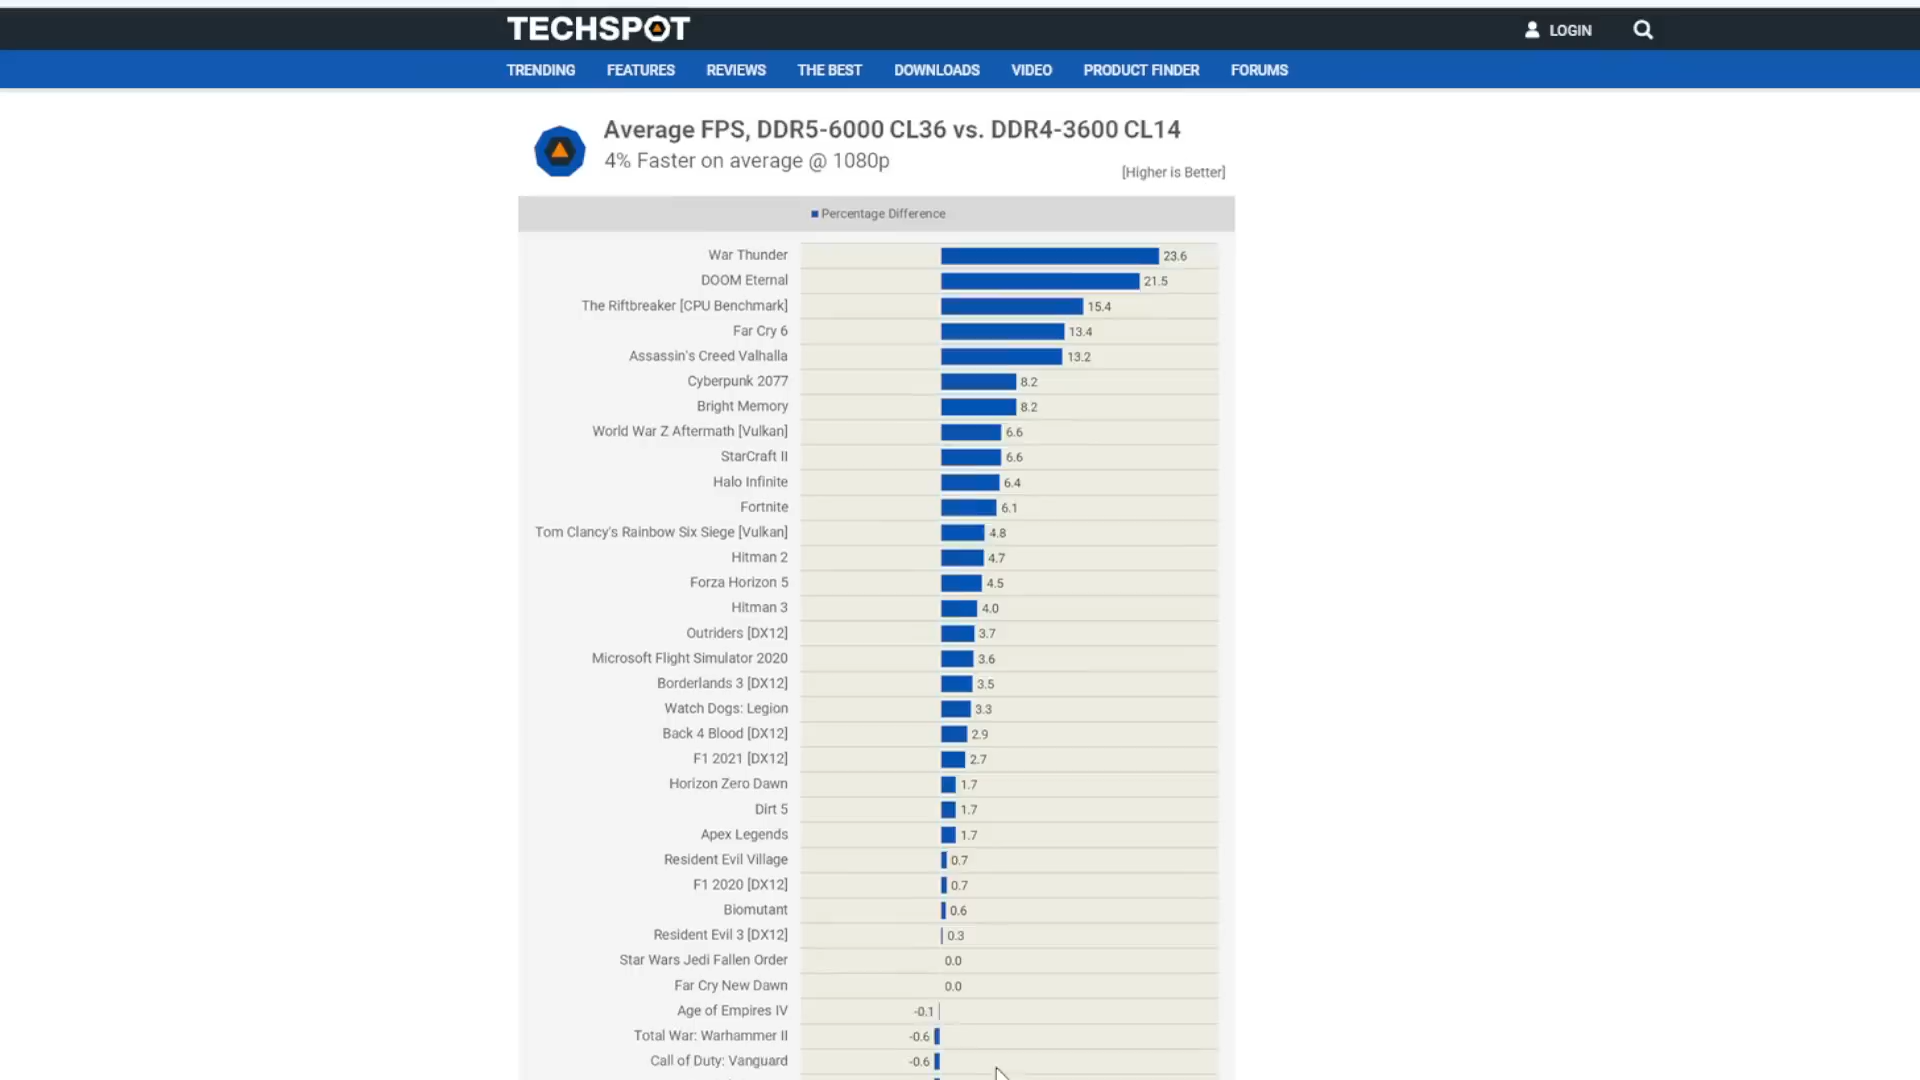 TECHSPOT
LOGIN
TRENDING FEATURES REVIEWS THE BEST DOWNLOADS VIDEO PRODUCT FINDER FORUMS
Average FPS, DDR5-6000 CL36 vs. DDR4-3600 CL14
4% Faster on average @ 1080p
[Higher is Better]
Percentage Difference
War Thunder 23.6
DOOM Eternal 21.5
The Riftbreaker [CPU Benchmark] 15.4
Far Cry 6 13.4
Assassin's Creed Valhalla 13.2
Cyberpunk 2077 8.2
Bright Memory 8.2
World War Z Aftermath [Vulkan] 6.6
StarCraft II 6.6
Halo Infinite 6.4
Fortnite 6.1
Tom Clancy's Rainbow Six Siege [Vulkan] 4.8
Hitman 2 4.7
Forza Horizon 5 4.5
Hitman 3 4.0
Outriders [DX12] 3.7
Microsoft Flight Simulator 2020 3.6
Borderlands 3 [DX12] 3.5
Watch Dogs: Legion 3.3
Back 4 Blood [DX12] 2.9
F1 2021 [DX12] 2.7
Horizon Zero Dawn 1.7
Dirt 5 1.7
Apex Legends 1.7
Resident Evil Village 0.7
F1 2020 [DX12] 0.7
Biomutant 0.6
Resident Evil 3 [DX12] 0.3
Star Wars Jedi Fallen Order 0.0
Far Cry New Dawn 0.0
Age of Empires IV -0.1
Total War: Warhammer II -0.6
Call of Duty: Vanguard -0.6